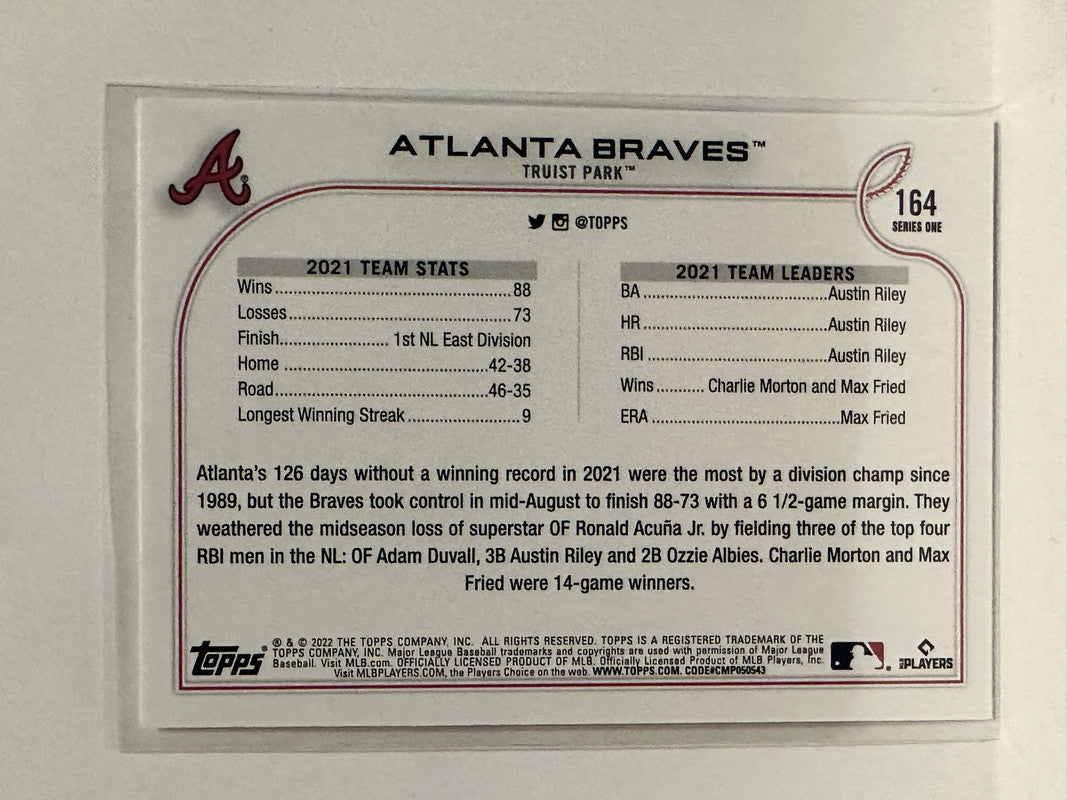 ATLANTA BRAVES™
TRUIST PARK™
A®
164
SERIES ONE
@TOPPS
2021 TEAM STATS
Wins..........................................88
Losses.......................................73
Finish...................... 1st NL East Division
Home .....................................42-38
Road.......................................46-35
Longest Winning Streak.....................9
2021 TEAM LEADERS
BA ..................................Austin Riley
HR...................................Austin Riley
RBI .................................Austin Riley
Wins.......... Charlie Morton and Max Fried
ERA ...................................Max Fried
Atlanta's 126 days without a winning record in 2021 were the most by a division champ since
1989, but the Braves took control in mid-August to finish 88-73 with a 6 1/2-game margin. They
weathered the midseason loss of superstar OF Ronald Acuña Jr. by fielding three of the top four
RBI men in the NL: OF Adam Duvall, 3B Austin Riley and 2B Ozzie Albies. Charlie Morton and Max
Fried were 14-game winners.
topps®
® & © 2022 THE TOPPS COMPANY, INC. ALL RIGHTS RESERVED. TOPPS IS A REGISTERED TRADEMARK OF THE
TOPPS COMPANY, INC. Major League Baseball trademarks and copyrights are used with permission of Major League
Baseball. Visit MLB.com. OFFICIALLY LICENSED PRODUCT OF MLB. Officially Licensed Product of MLB Players, Inc.
Visit MLBPLAYERS.COM, the Players Choice on the web. WWW.TOPPS.COM. CODE#CMP050543
PLAYERS